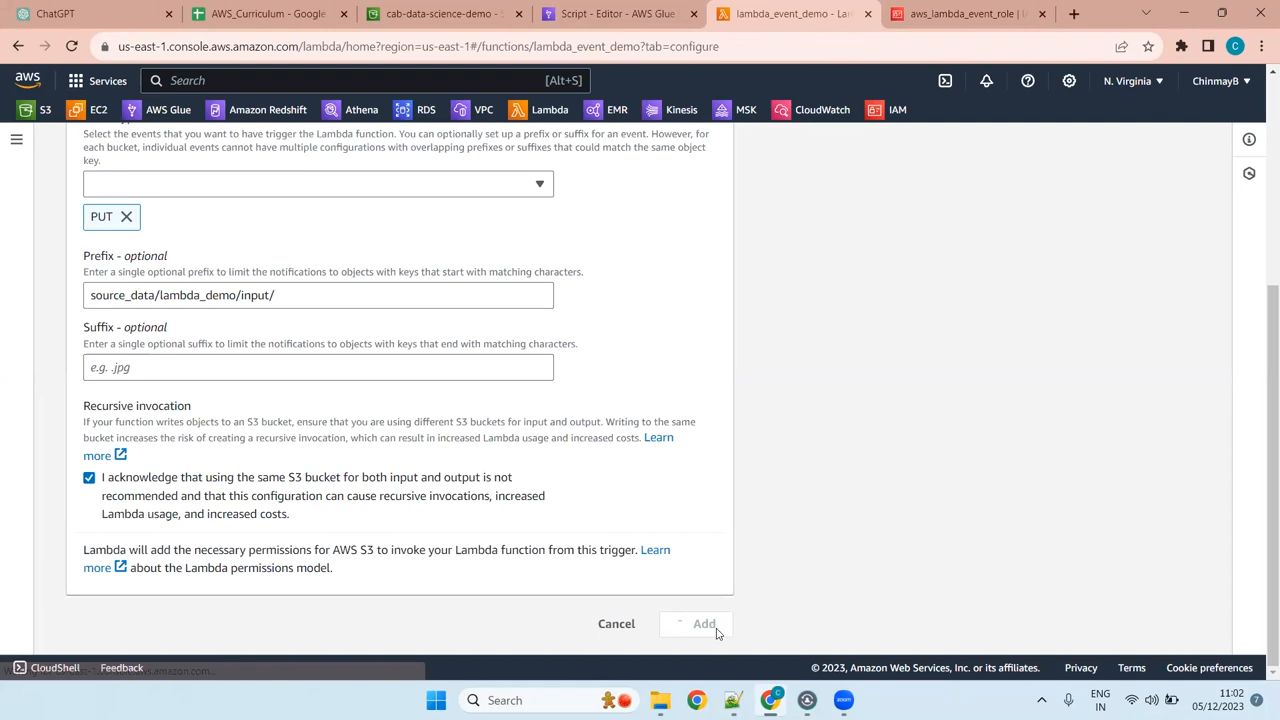 ChatGPT
AWS_Curriculum - Google
cab-data-science-demo - S
Script - Editor - AWS Glue
lambda_event_demo - La
aws_lambda_event_role | I
us-east-1.console.aws.amazon.com/lambda/home?region=us-east-1#/functions/lambda_event_demo?tab=configure
C
aws
Services
Search
[Alt+S]
N. Virginia
ChinmayB
S3
EC2
AWS Glue
Amazon Redshift
Athena
RDS
VPC
Lambda
EMR
Kinesis
MSK
CloudWatch
IAM
Select the events that you want to have trigger the Lambda function. You can optionally set up a prefix or suffix for an event. However, for
each bucket, individual events cannot have multiple configurations with overlapping prefixes or suffixes that could match the same object
key.
PUT
Prefix - optional
Enter a single optional prefix to limit the notifications to objects with keys that start with matching characters.
source_data/lambda_demo/input/
Suffix - optional
Enter a single optional suffix to limit the notifications to objects with keys that end with matching characters.
e.g. .jpg
Recursive invocation
If your function writes objects to an S3 bucket, ensure that you are using different S3 buckets for input and output. Writing to the same
bucket increases the risk of creating a recursive invocation, which can result in increased Lambda usage and increased costs. Learn
more
I acknowledge that using the same S3 bucket for both input and output is not
recommended and that this configuration can cause recursive invocations, increased
Lambda usage, and increased costs.
Lambda will add the necessary permissions for AWS S3 to invoke your Lambda function from this trigger. Learn
more about the Lambda permissions model.
Cancel
Add
CloudShell
Feedback
© 2023, Amazon Web Services, Inc. or its affiliates.
Privacy
Terms
Cookie preferences
Search
C
zoom
ENG
IN
11:02
05/12/2023
7